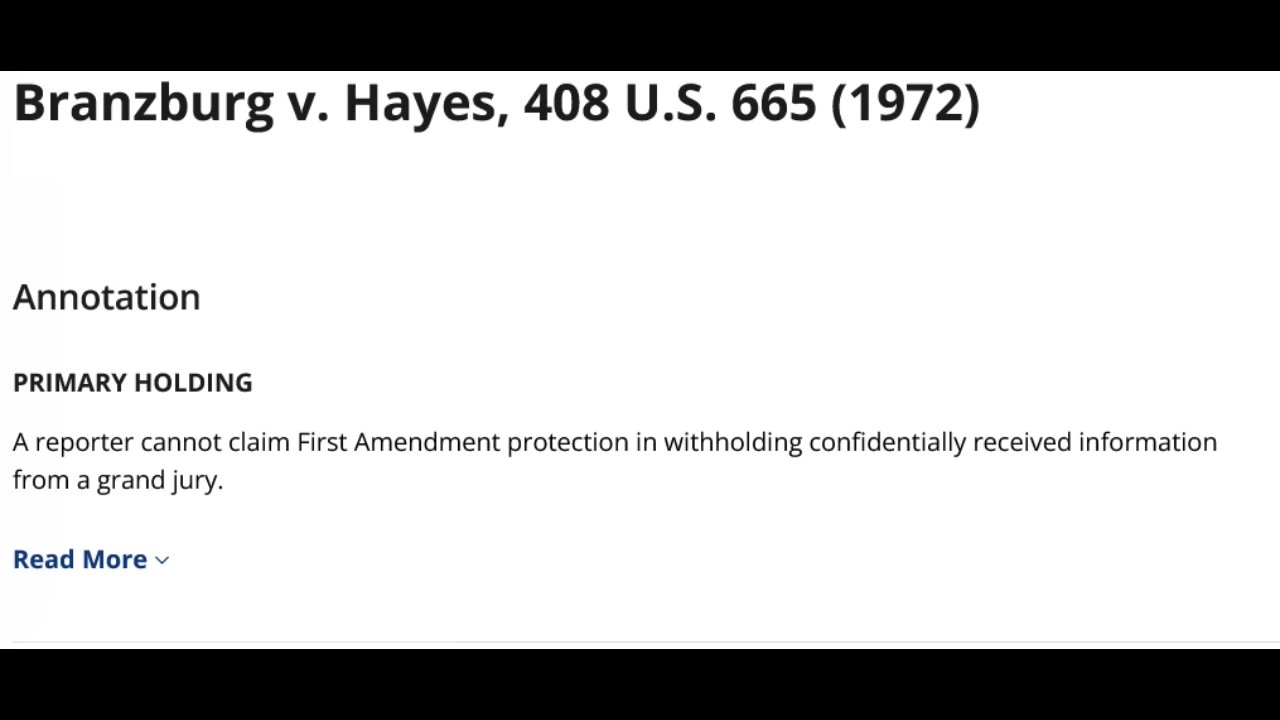 Branzburg v. Hayes, 408 U.S. 665 (1972)
Annotation
PRIMARY HOLDING
A reporter cannot claim First Amendment protection in withholding confidentially received information
from a grand jury.
Read More